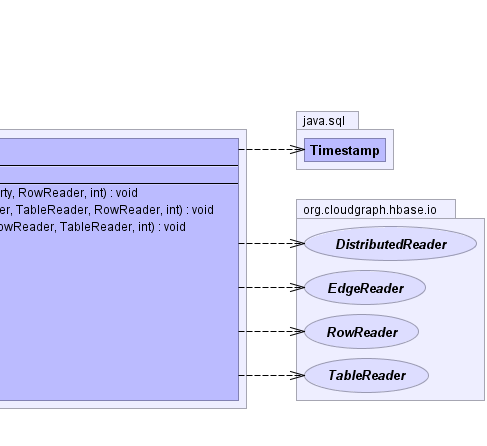 java.sql
Timestamp
rty, RowReader, int) : void
er, TableReader, RowReader, int) : void
owReader, TableReader, int) : void
org.cloudgraph.hbase.io
DistributedReader
EdgeReader
RowReader
TableReader